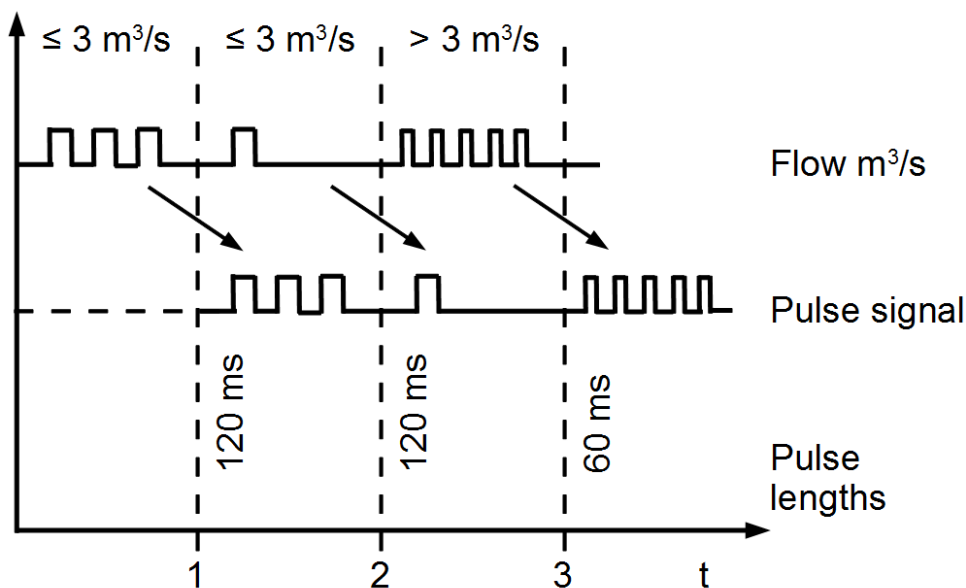 ≤ 3 m³/s ≤ 3 m³/s > 3 m³/s
Flow m³/s
Pulse signal
120 ms 120 ms 60 ms
Pulse
lengths
1 2 3 t